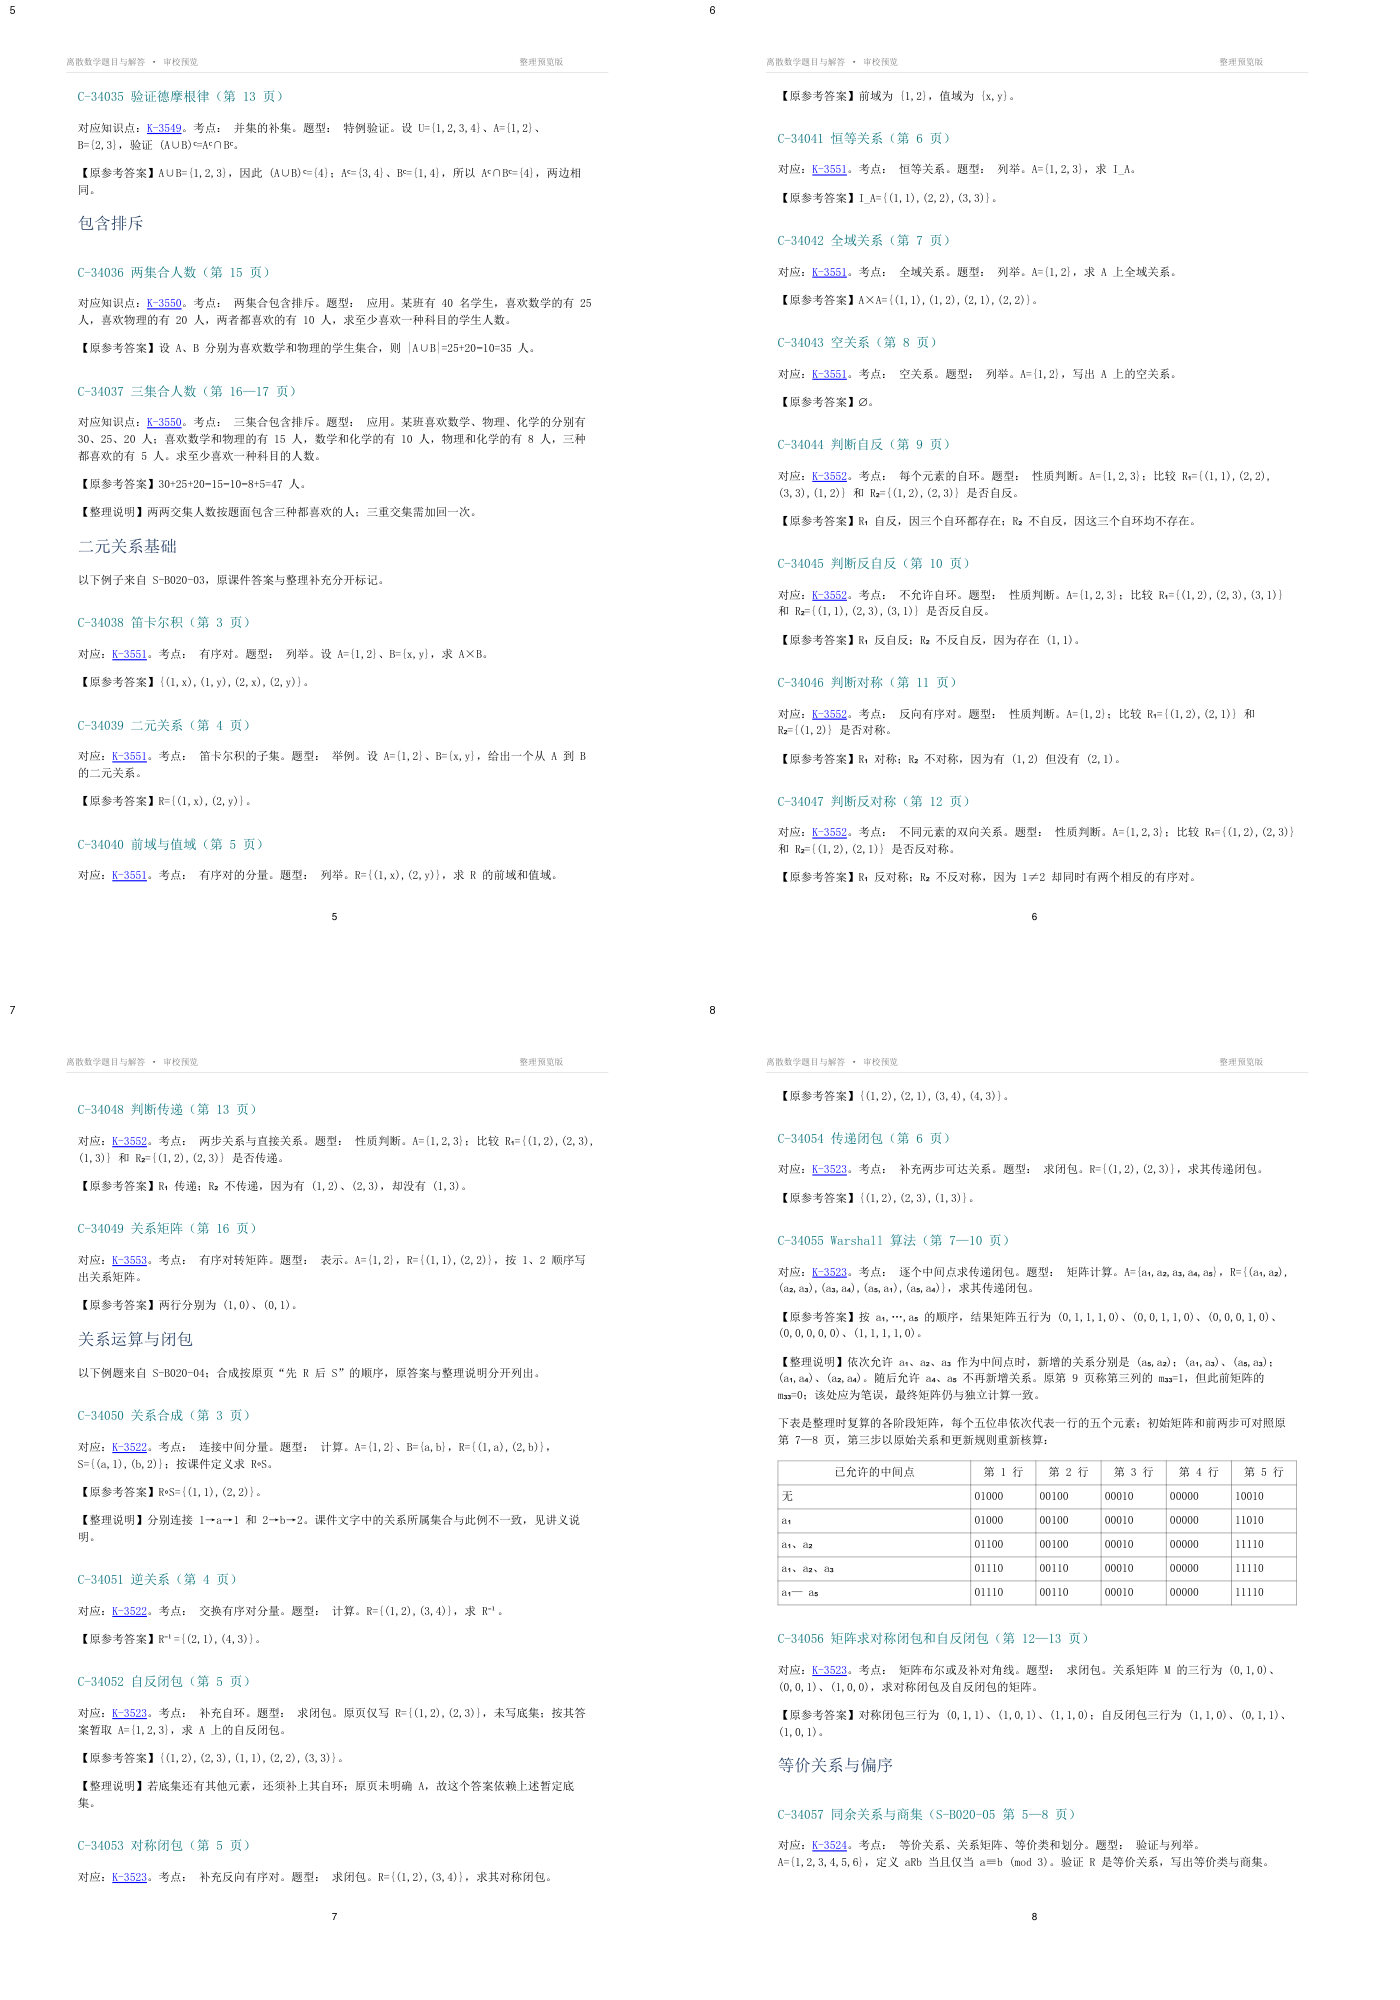 5
离散数学题目与解答 · 审校预览
整理预览版
C-34035 验证德摩根律（第 13 页）
对应知识点：K-3549。考点： 并集的补集。题型： 特例验证。设 U={1,2,3,4}、A={1,2}、
B={2,3}，验证 (A∪B)ᶜ=Aᶜ∩Bᶜ。
【原参考答案】A∪B={1,2,3}，因此 (A∪B)ᶜ={4}；Aᶜ={3,4}、Bᶜ={1,4}，所以 Aᶜ∩Bᶜ={4}，两边相
同。
包含排斥
C-34036 两集合人数（第 15 页）
对应知识点：K-3550。考点： 两集合包含排斥。题型： 应用。某班有 40 名学生，喜欢数学的有 25
人，喜欢物理的有 20 人，两者都喜欢的有 10 人，求至少喜欢一种科目的学生人数。
【原参考答案】设 A、B 分别为喜欢数学和物理的学生集合，则 |A∪B|=25+20−10=35 人。
C-34037 三集合人数（第 16—17 页）
对应知识点：K-3550。考点： 三集合包含排斥。题型： 应用。某班喜欢数学、物理、化学的分别有
30、25、20 人；喜欢数学和物理的有 15 人，数学和化学的有 10 人，物理和化学的有 8 人，三种
都喜欢的有 5 人。求至少喜欢一种科目的人数。
【原参考答案】30+25+20−15−10−8+5=47 人。
【整理说明】两两交集人数按题面包含三种都喜欢的人；三重交集需加回一次。
二元关系基础
以下例子来自 S-B020-03，原课件答案与整理补充分开标记。
C-34038 笛卡尔积（第 3 页）
对应：K-3551。考点： 有序对。题型： 列举。设 A={1,2}、B={x,y}，求 A×B。
【原参考答案】{(1,x),(1,y),(2,x),(2,y)}。
C-34039 二元关系（第 4 页）
对应：K-3551。考点： 笛卡尔积的子集。题型： 举例。设 A={1,2}、B={x,y}，给出一个从 A 到 B
的二元关系。
【原参考答案】R={(1,x),(2,y)}。
C-34040 前域与值域（第 5 页）
对应：K-3551。考点： 有序对的分量。题型： 列举。R={(1,x),(2,y)}，求 R 的前域和值域。
5
6
离散数学题目与解答 · 审校预览
整理预览版
【原参考答案】前域为 {1,2}，值域为 {x,y}。
C-34041 恒等关系（第 6 页）
对应：K-3551。考点： 恒等关系。题型： 列举。A={1,2,3}，求 I_A。
【原参考答案】I_A={(1,1),(2,2),(3,3)}。
C-34042 全域关系（第 7 页）
对应：K-3551。考点： 全域关系。题型： 列举。A={1,2}，求 A 上全域关系。
【原参考答案】A×A={(1,1),(1,2),(2,1),(2,2)}。
C-34043 空关系（第 8 页）
对应：K-3551。考点： 空关系。题型： 列举。A={1,2}，写出 A 上的空关系。
【原参考答案】∅。
C-34044 判断自反（第 9 页）
对应：K-3552。考点： 每个元素的自环。题型： 性质判断。A={1,2,3}；比较 R₁={(1,1),(2,2),
(3,3),(1,2)} 和 R₂={(1,2),(2,3)} 是否自反。
【原参考答案】R₁ 自反，因三个自环都存在；R₂ 不自反，因这三个自环均不存在。
C-34045 判断反自反（第 10 页）
对应：K-3552。考点： 不允许自环。题型： 性质判断。A={1,2,3}；比较 R₁={(1,2),(2,3),(3,1)}
和 R₂={(1,1),(2,3),(3,1)} 是否反自反。
【原参考答案】R₁ 反自反；R₂ 不反自反，因为存在 (1,1)。
C-34046 判断对称（第 11 页）
对应：K-3552。考点： 反向有序对。题型： 性质判断。A={1,2}；比较 R₁={(1,2),(2,1)} 和
R₂={(1,2)} 是否对称。
【原参考答案】R₁ 对称；R₂ 不对称，因为有 (1,2) 但没有 (2,1)。
C-34047 判断反对称（第 12 页）
对应：K-3552。考点： 不同元素的双向关系。题型： 性质判断。A={1,2,3}；比较 R₁={(1,2),(2,3)}
和 R₂={(1,2),(2,1)} 是否反对称。
【原参考答案】R₁ 反对称；R₂ 不反对称，因为 1≠2 却同时有两个相反的有序对。
6
7
离散数学题目与解答 · 审校预览
整理预览版
C-34048 判断传递（第 13 页）
对应：K-3552。考点： 两步关系与直接关系。题型： 性质判断。A={1,2,3}；比较 R₁={(1,2),(2,3),
(1,3)} 和 R₂={(1,2),(2,3)} 是否传递。
【原参考答案】R₁ 传递；R₂ 不传递，因为有 (1,2)、(2,3)，却没有 (1,3)。
C-34049 关系矩阵（第 16 页）
对应：K-3553。考点： 有序对转矩阵。题型： 表示。A={1,2}，R={(1,1),(2,2)}，按 1、2 顺序写
出关系矩阵。
【原参考答案】两行分别为 (1,0)、(0,1)。
关系运算与闭包
以下例题来自 S-B020-04；合成按原页“先 R 后 S”的顺序，原答案与整理说明分开列出。
C-34050 关系合成（第 3 页）
对应：K-3522。考点： 连接中间分量。题型： 计算。A={1,2}、B={a,b}，R={(1,a),(2,b)}，
S={(a,1),(b,2)}；按课件定义求 R∘S。
【原参考答案】R∘S={(1,1),(2,2)}。
【整理说明】分别连接 1→a→1 和 2→b→2。课件文字中的关系所属集合与此例不一致，见讲义说
明。
C-34051 逆关系（第 4 页）
对应：K-3522。考点： 交换有序对分量。题型： 计算。R={(1,2),(3,4)}，求 R⁻¹。
【原参考答案】R⁻¹={(2,1),(4,3)}。
C-34052 自反闭包（第 5 页）
对应：K-3523。考点： 补充自环。题型： 求闭包。原页仅写 R={(1,2),(2,3)}，未写底集；按其答
案暂取 A={1,2,3}，求 A 上的自反闭包。
【原参考答案】{(1,2),(2,3),(1,1),(2,2),(3,3)}。
【整理说明】若底集还有其他元素，还须补上其自环；原页未明确 A，故这个答案依赖上述暂定底
集。
C-34053 对称闭包（第 5 页）
对应：K-3523。考点： 补充反向有序对。题型： 求闭包。R={(1,2),(3,4)}，求其对称闭包。
7
8
离散数学题目与解答 · 审校预览
整理预览版
【原参考答案】{(1,2),(2,1),(3,4),(4,3)}。
C-34054 传递闭包（第 6 页）
对应：K-3523。考点： 补充两步可达关系。题型： 求闭包。R={(1,2),(2,3)}，求其传递闭包。
【原参考答案】{(1,2),(2,3),(1,3)}。
C-34055 Warshall 算法（第 7—10 页）
对应：K-3523。考点： 逐个中间点求传递闭包。题型： 矩阵计算。A={a₁,a₂,a₃,a₄,a₅}，R={(a₁,a₂),
(a₂,a₃),(a₃,a₄),(a₅,a₁),(a₅,a₄)}，求其传递闭包。
【原参考答案】按 a₁,…,a₅ 的顺序，结果矩阵五行为 (0,1,1,1,0)、(0,0,1,1,0)、(0,0,0,1,0)、
(0,0,0,0,0)、(1,1,1,1,0)。
【整理说明】依次允许 a₁、a₂、a₃ 作为中间点时，新增的关系分别是 (a₅,a₂)；(a₁,a₃)、(a₅,a₃)；
(a₁,a₄)、(a₂,a₄)。随后允许 a₄、a₅ 不再新增关系。原第 9 页称第三列的 m₃₃=1，但此前矩阵的
m₃₃=0；该处应为笔误，最终矩阵仍与独立计算一致。
下表是整理时复算的各阶段矩阵，每个五位串依次代表一行的五个元素；初始矩阵和前两步可对照原
第 7—8 页，第三步以原始关系和更新规则重新核算：
已允许的中间点 第 1 行 第 2 行 第 3 行 第 4 行 第 5 行
无 01000 00100 00010 00000 10010
a₁ 01000 00100 00010 00000 11010
a₁、a₂ 01100 00100 00010 00000 11110
a₁、a₂、a₃ 01110 00110 00010 00000 11110
a₁— a₅ 01110 00110 00010 00000 11110
C-34056 矩阵求对称闭包和自反闭包（第 12—13 页）
对应：K-3523。考点： 矩阵布尔或及补对角线。题型： 求闭包。关系矩阵 M 的三行为 (0,1,0)、
(0,0,1)、(1,0,0)，求对称闭包及自反闭包的矩阵。
【原参考答案】对称闭包三行为 (0,1,1)、(1,0,1)、(1,1,0)；自反闭包三行为 (1,1,0)、(0,1,1)、
(1,0,1)。
等价关系与偏序
C-34057 同余关系与商集（S-B020-05 第 5—8 页）
对应：K-3524。考点： 等价关系、关系矩阵、等价类和划分。题型： 验证与列举。
A={1,2,3,4,5,6}，定义 aRb 当且仅当 a≡b (mod 3)。验证 R 是等价关系，写出等价类与商集。
8